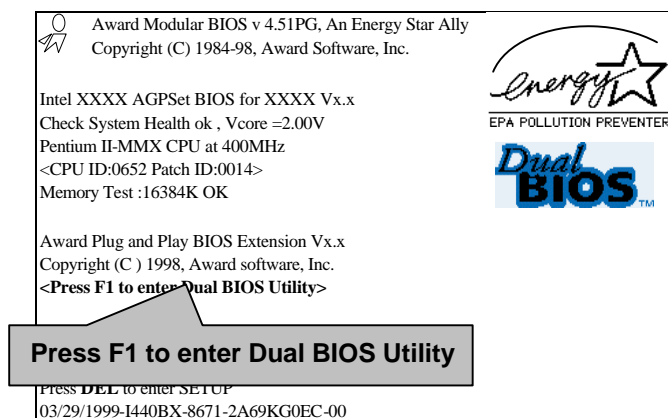 Award Modular BIOS v 4.51PG, An Energy Star Ally
Copyright (C) 1984-98, Award Software, Inc.
energy
EPA POLLUTION PREVENTER
Dual
BIOS
TM
Intel XXXX AGPSet BIOS for XXXX Vx.x
Check System Health ok , Vcore =2.00V
Pentium II-MMX CPU at 400MHz
<CPU ID:0652 Patch ID:0014>
Memory Test :16384K OK
Award Plug and Play BIOS Extension Vx.x
Copyright (C ) 1998, Award software, Inc.
<Press F1 to enter Dual BIOS Utility>
Press F1 to enter Dual BIOS Utility
Press DEL to enter SETUP
03/29/1999-I440BX-8671-2A69KG0EC-00